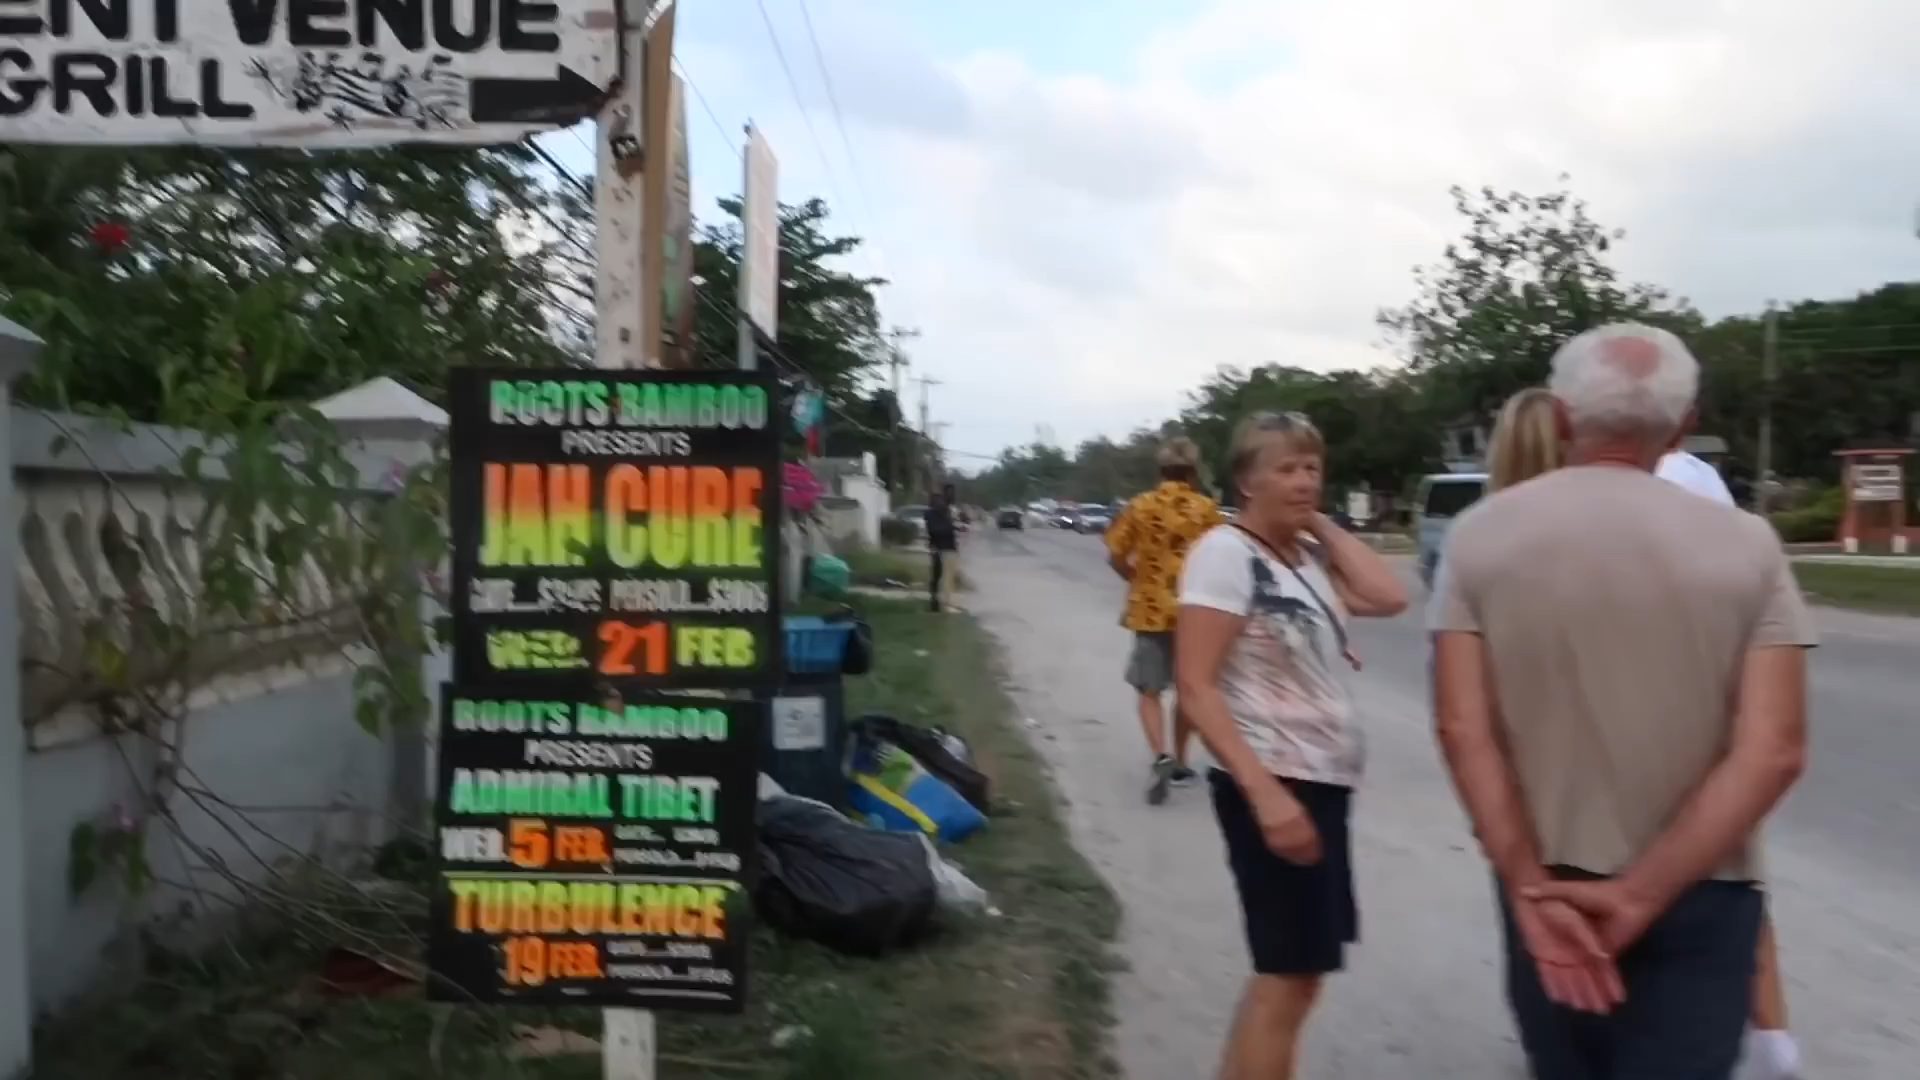 ENT VENUE
GRILL
ROOTS BAMBOO
PRESENTS
JAH CURE
WED. 21 FEB
ROOTS BAMBOO
PRESENTS
ADMIRAL TIBET
WED. 5 FEB.
TURBULENCE
19 FEB.